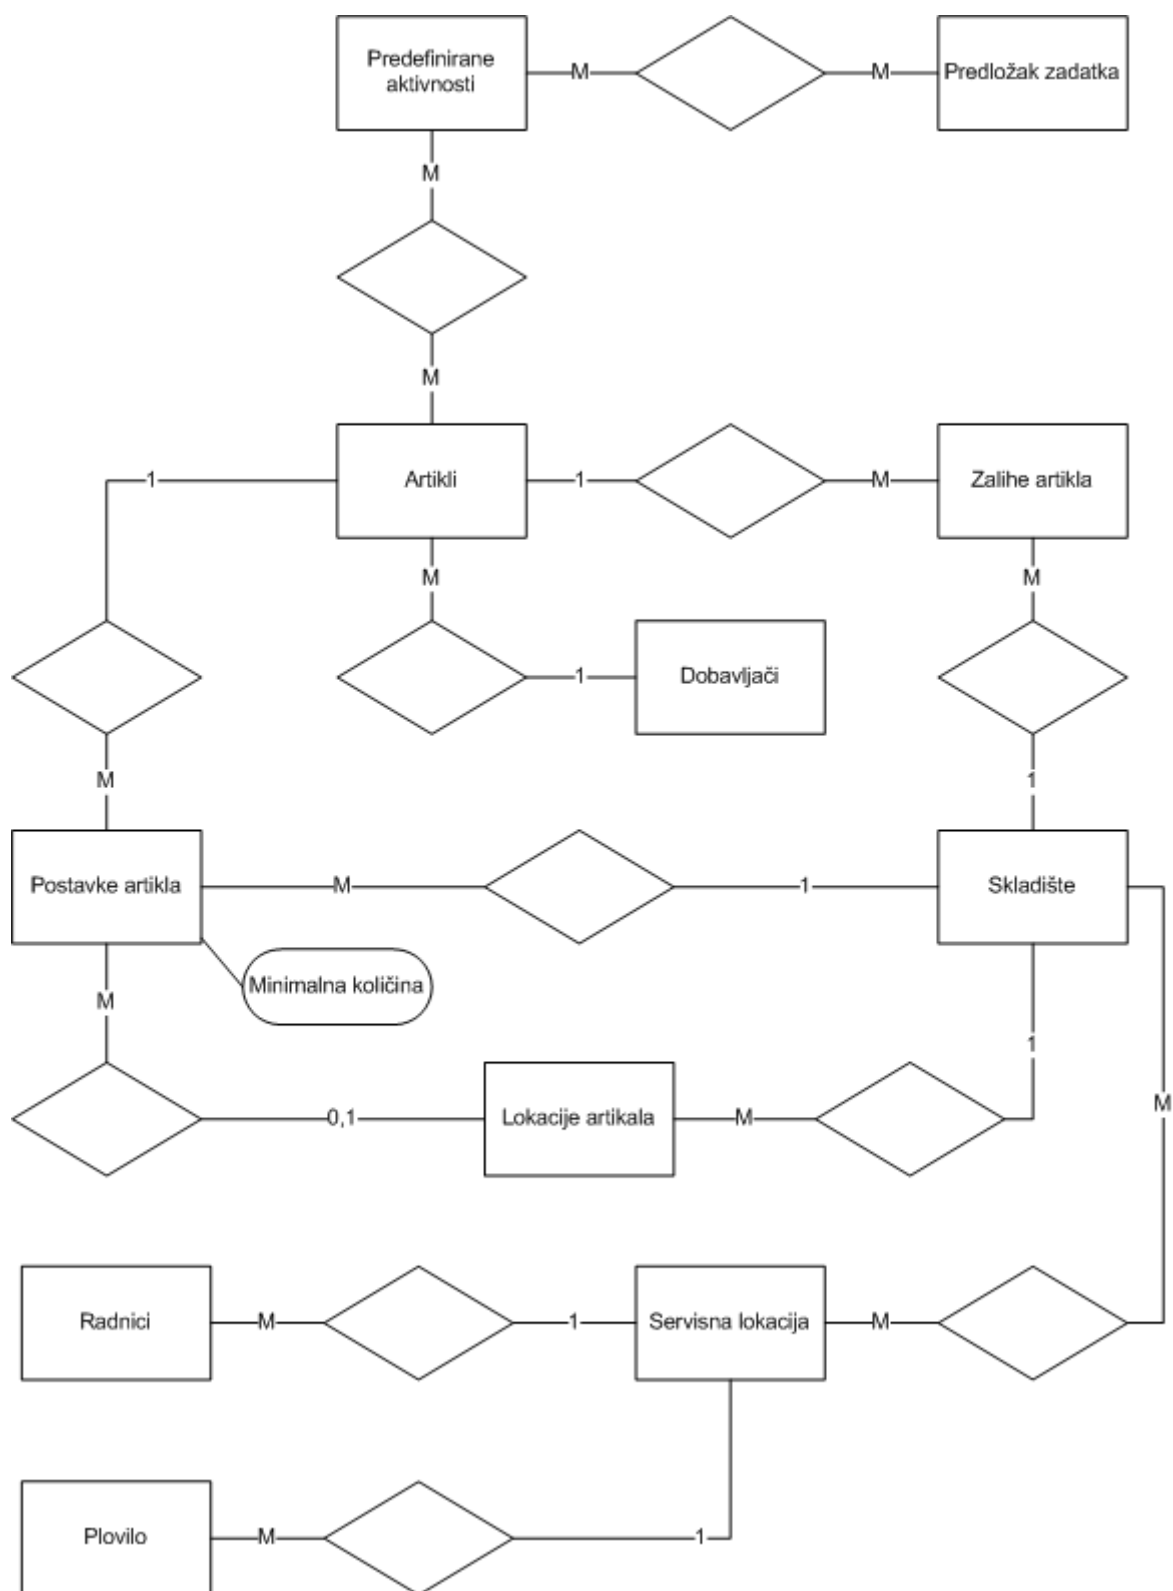 Predefinirane
aktivnosti
M
M
Predložak zadatka
M
M
1
Artikli
1
M
Zalihe artikla
M
M
1
Dobavljači
M
1
Postavke artikla
M
1
Skladište
Minimalna količina
M
1
0,1
Lokacije artikala
M
M
Radnici
M
1
Servisna lokacija
M
Plovilo
M
1